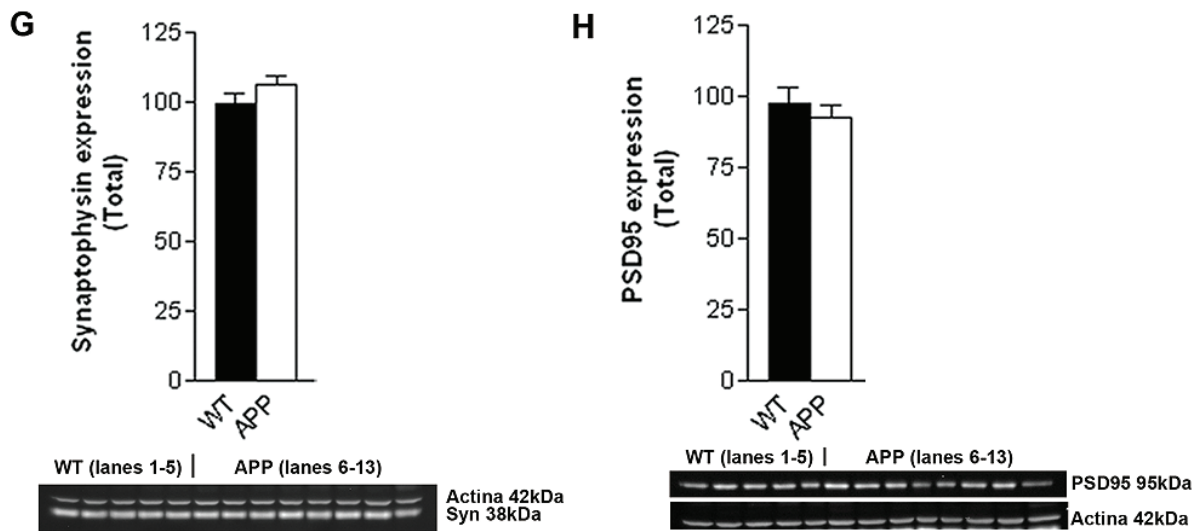 G
Synaptophysin expression
(Total)
125
100
75
50
25
0
WT
APP
WT (lanes 1-5) | APP (lanes 6-13)
Actina 42kDa
Syn 38kDa
H
PSD95 expression
(Total)
125
100
75
50
25
0
WT
APP
WT (lanes 1-5) | APP (lanes 6-13)
PSD95 95kDa
Actina 42kDa